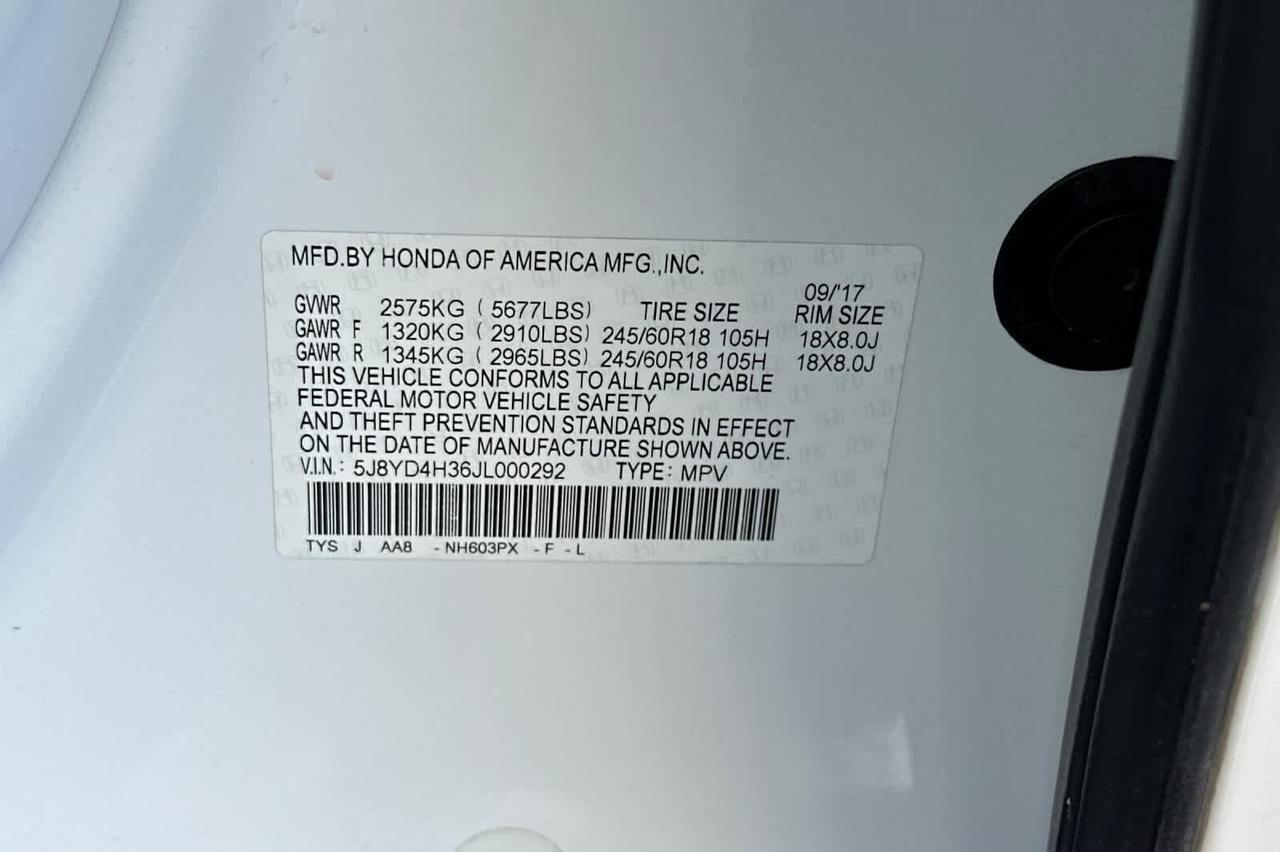 MFD.BY HONDA OF AMERICA MFG.,INC.
09/'17
GVWR 2575KG ( 5677LBS) TIRE SIZE RIM SIZE
GAWR F 1320KG ( 2910LBS) 245/60R18 105H 18X8.0J
GAWR R 1345KG ( 2965LBS) 245/60R18 105H 18X8.0J
THIS VEHICLE CONFORMS TO ALL APPLICABLE
FEDERAL MOTOR VEHICLE SAFETY
AND THEFT PREVENTION STANDARDS IN EFFECT
ON THE DATE OF MANUFACTURE SHOWN ABOVE.
V.I.N.: 5J8YD4H36JL000292 TYPE: MPV
TYS J AA8 -NH603PX -F -L